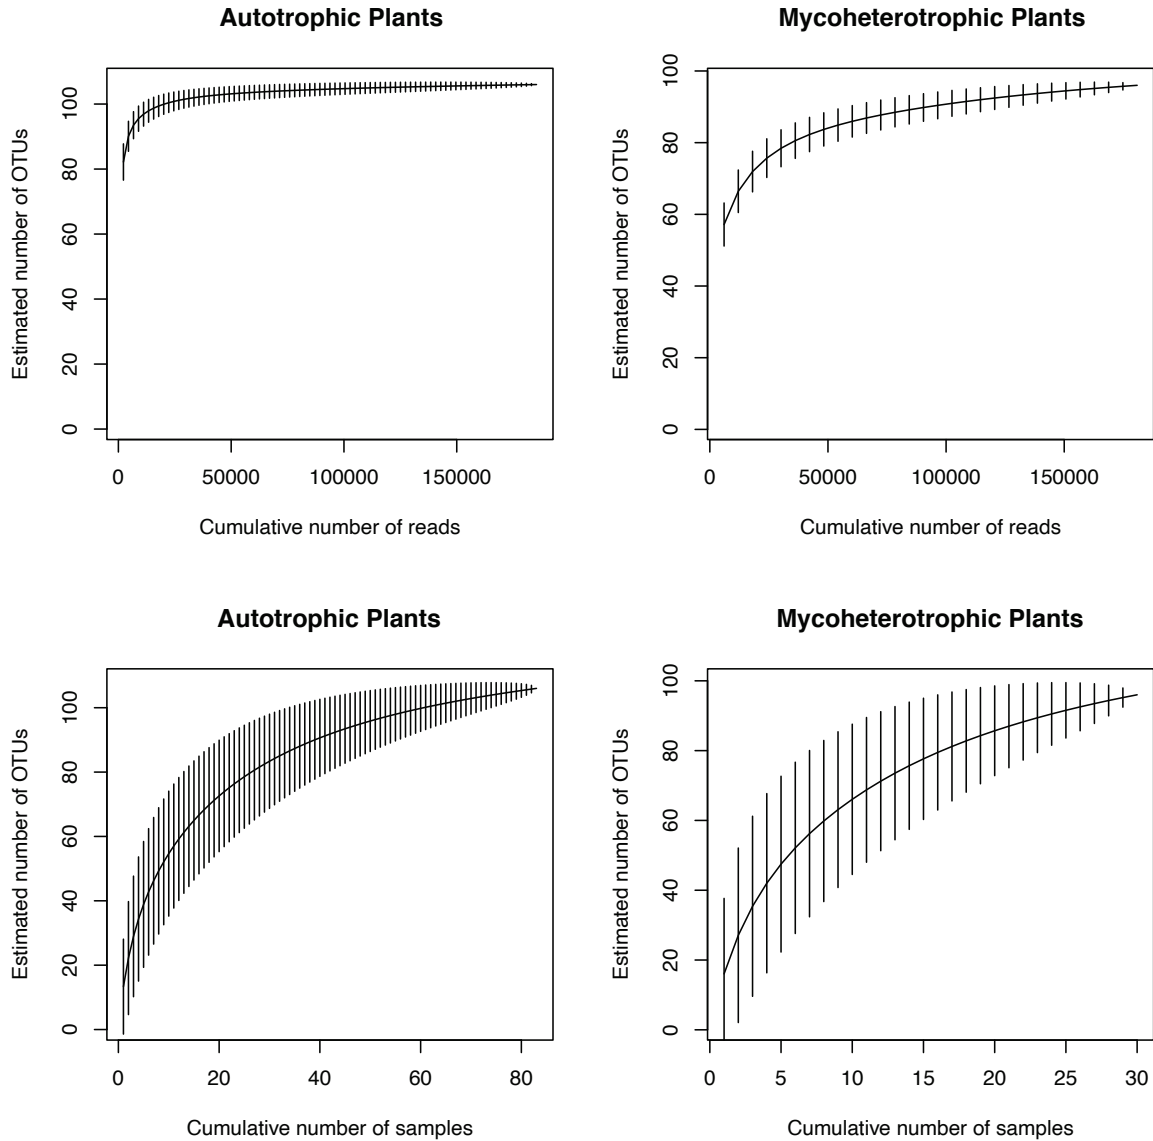 Autotrophic Plants
Estimated number of OTUs
0 20 40 60 80 100
0 50000 100000 150000
Cumulative number of reads
Mycoheterotrophic Plants
Estimated number of OTUs
0 20 40 60 80 100
0 50000 100000 150000
Cumulative number of reads
Autotrophic Plants
Estimated number of OTUs
0 20 40 60 80 100
0 20 40 60 80
Cumulative number of samples
Mycoheterotrophic Plants
Estimated number of OTUs
0 20 40 60 80 100
0 5 10 15 20 25 30
Cumulative number of samples